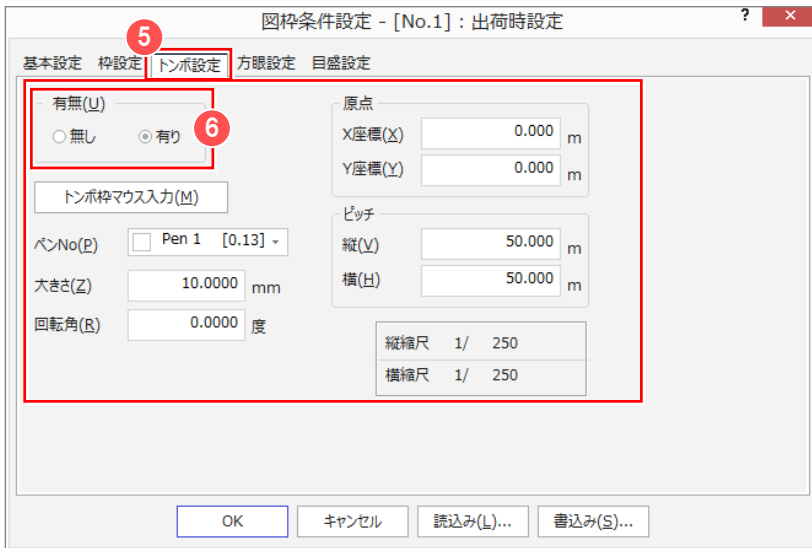 図枠条件設定 - [No.1] : 出荷時設定
? ×
5
基本設定 枠設定 トンボ設定 方眼設定 目盛設定
有無(U)
無し 有り
6
トンボ枠マウス入力(M)
ペンNo(P) Pen 1 [0.13]
大きさ(Z) 10.0000 mm
回転角(R) 0.0000 度
原点
X座標(X) 0.000 m
Y座標(Y) 0.000 m
ピッチ
縦(V) 50.000 m
横(H) 50.000 m
縦縮尺 1/ 250
横縮尺 1/ 250
OK キャンセル 読込み(L)... 書込み(S)...